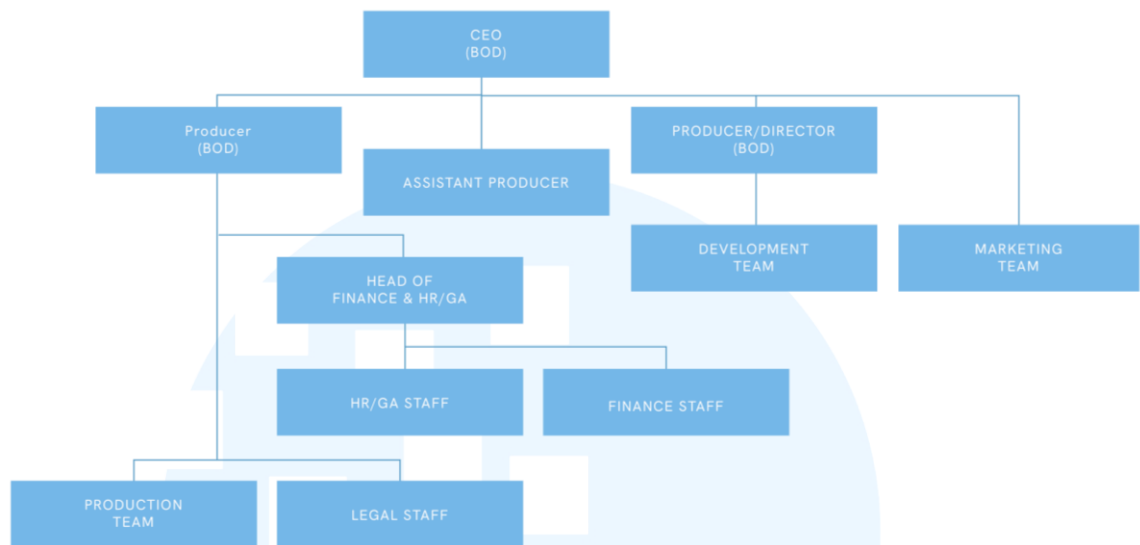 CEO
(BOD)
Producer
(BOD)
PRODUCER/DIRECTOR
(BOD)
ASSISTANT PRODUCER
DEVELOPMENT
TEAM
MARKETING
TEAM
HEAD OF
FINANCE & HR/GA
HR/GA STAFF
FINANCE STAFF
PRODUCTION
TEAM
LEGAL STAFF